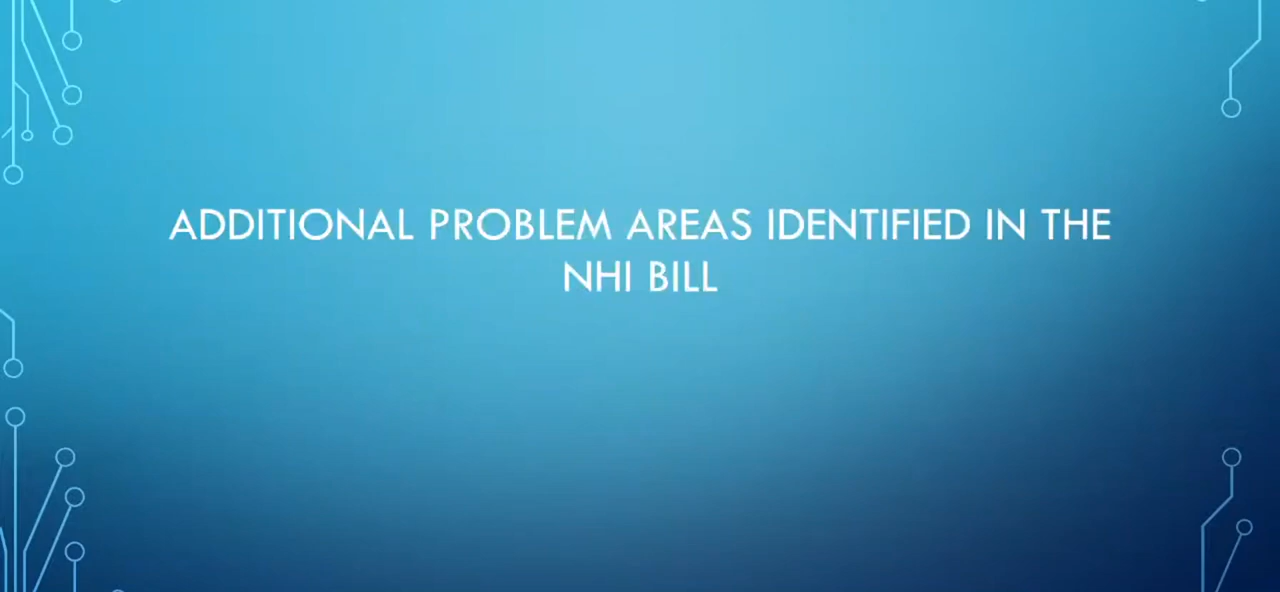 ADDITIONAL PROBLEM AREAS IDENTIFIED IN THE
NHI BILL